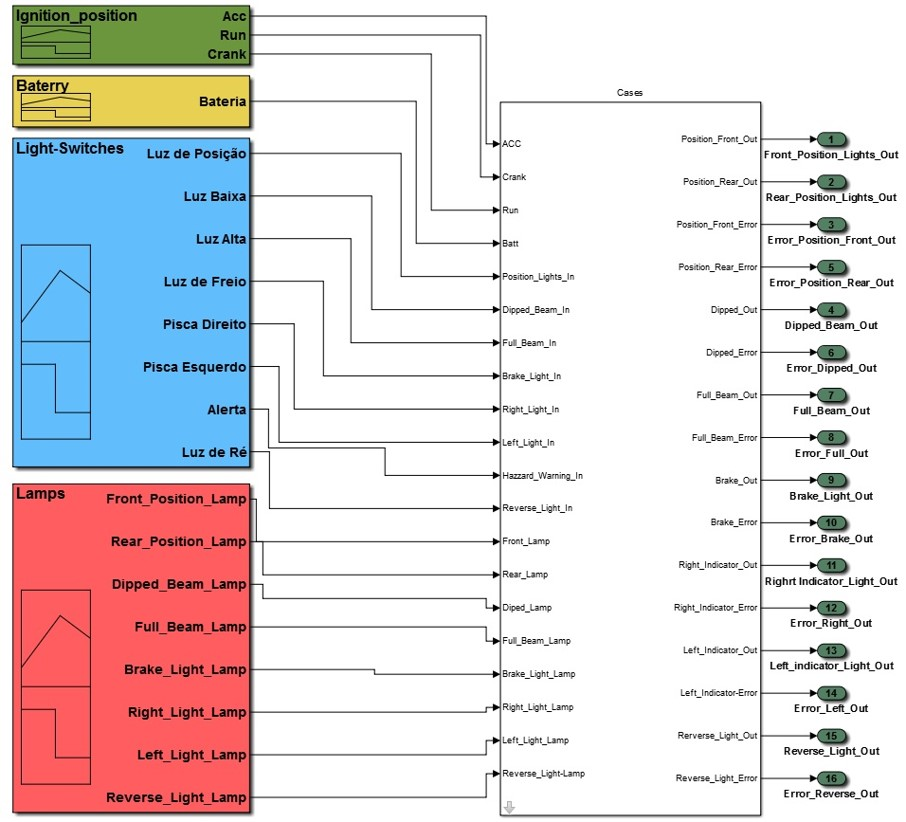 Ignition_position
Acc
Run
Crank
Baterry
Bateria
Light-Switches
Luz de Posição
Luz Baixa
Luz Alta
Luz de Freio
Pisca Direito
Pisca Esquerdo
Alerta
Luz de Ré
Lamps
Front_Position_Lamp
Rear_Position_Lamp
Dipped_Beam_Lamp
Full_Beam_Lamp
Brake_Light_Lamp
Right_Light_Lamp
Left_Light_Lamp
Reverse_Light_Lamp
Cases
ACC
Crank
Run
Batt
Position_Lights_In
Dipped_Beam_In
Full_Beam_In
Brake_Light_In
Right_Light_In
Left_Light_In
Hazzard_Warning_In
Reverse_Light_In
Front_Lamp
Rear_Lamp
Diped_Lamp
Full_Beam_Lamp
Brake_Light_Lamp
Right_Light_Lamp
Left_Light_Lamp
Reverse_Light-Lamp
Position_Front_Out
Position_Rear_Out
Position_Front_Error
Position_Rear_Error
Dipped_Out
Dipped_Error
Full_Beam_Out
Full_Beam_Error
Brake_Out
Brake_Error
Right_Indicator_Out
Right_Indicator_Error
Left_Indicator_Out
Left_Indicator-Error
Rerverse_Light_Out
Reverse_Light_Error
1
Front_Position_Lights_Out
2
Rear_Position_Lights_Out
3
Error_Position_Front_Out
5
Error_Position_Rear_Out
4
Dipped_Beam_Out
6
Error_Dipped_Out
7
Full_Beam_Out
8
Error_Full_Out
9
Brake_Light_Out
10
Error_Brake_Out
11
Righrt Indicator_Light_Out
12
Error_Right_Out
13
Left_indicator_Light_Out
14
Error_Left_Out
15
Reverse_Light_Out
16
Error_Reverse_Out